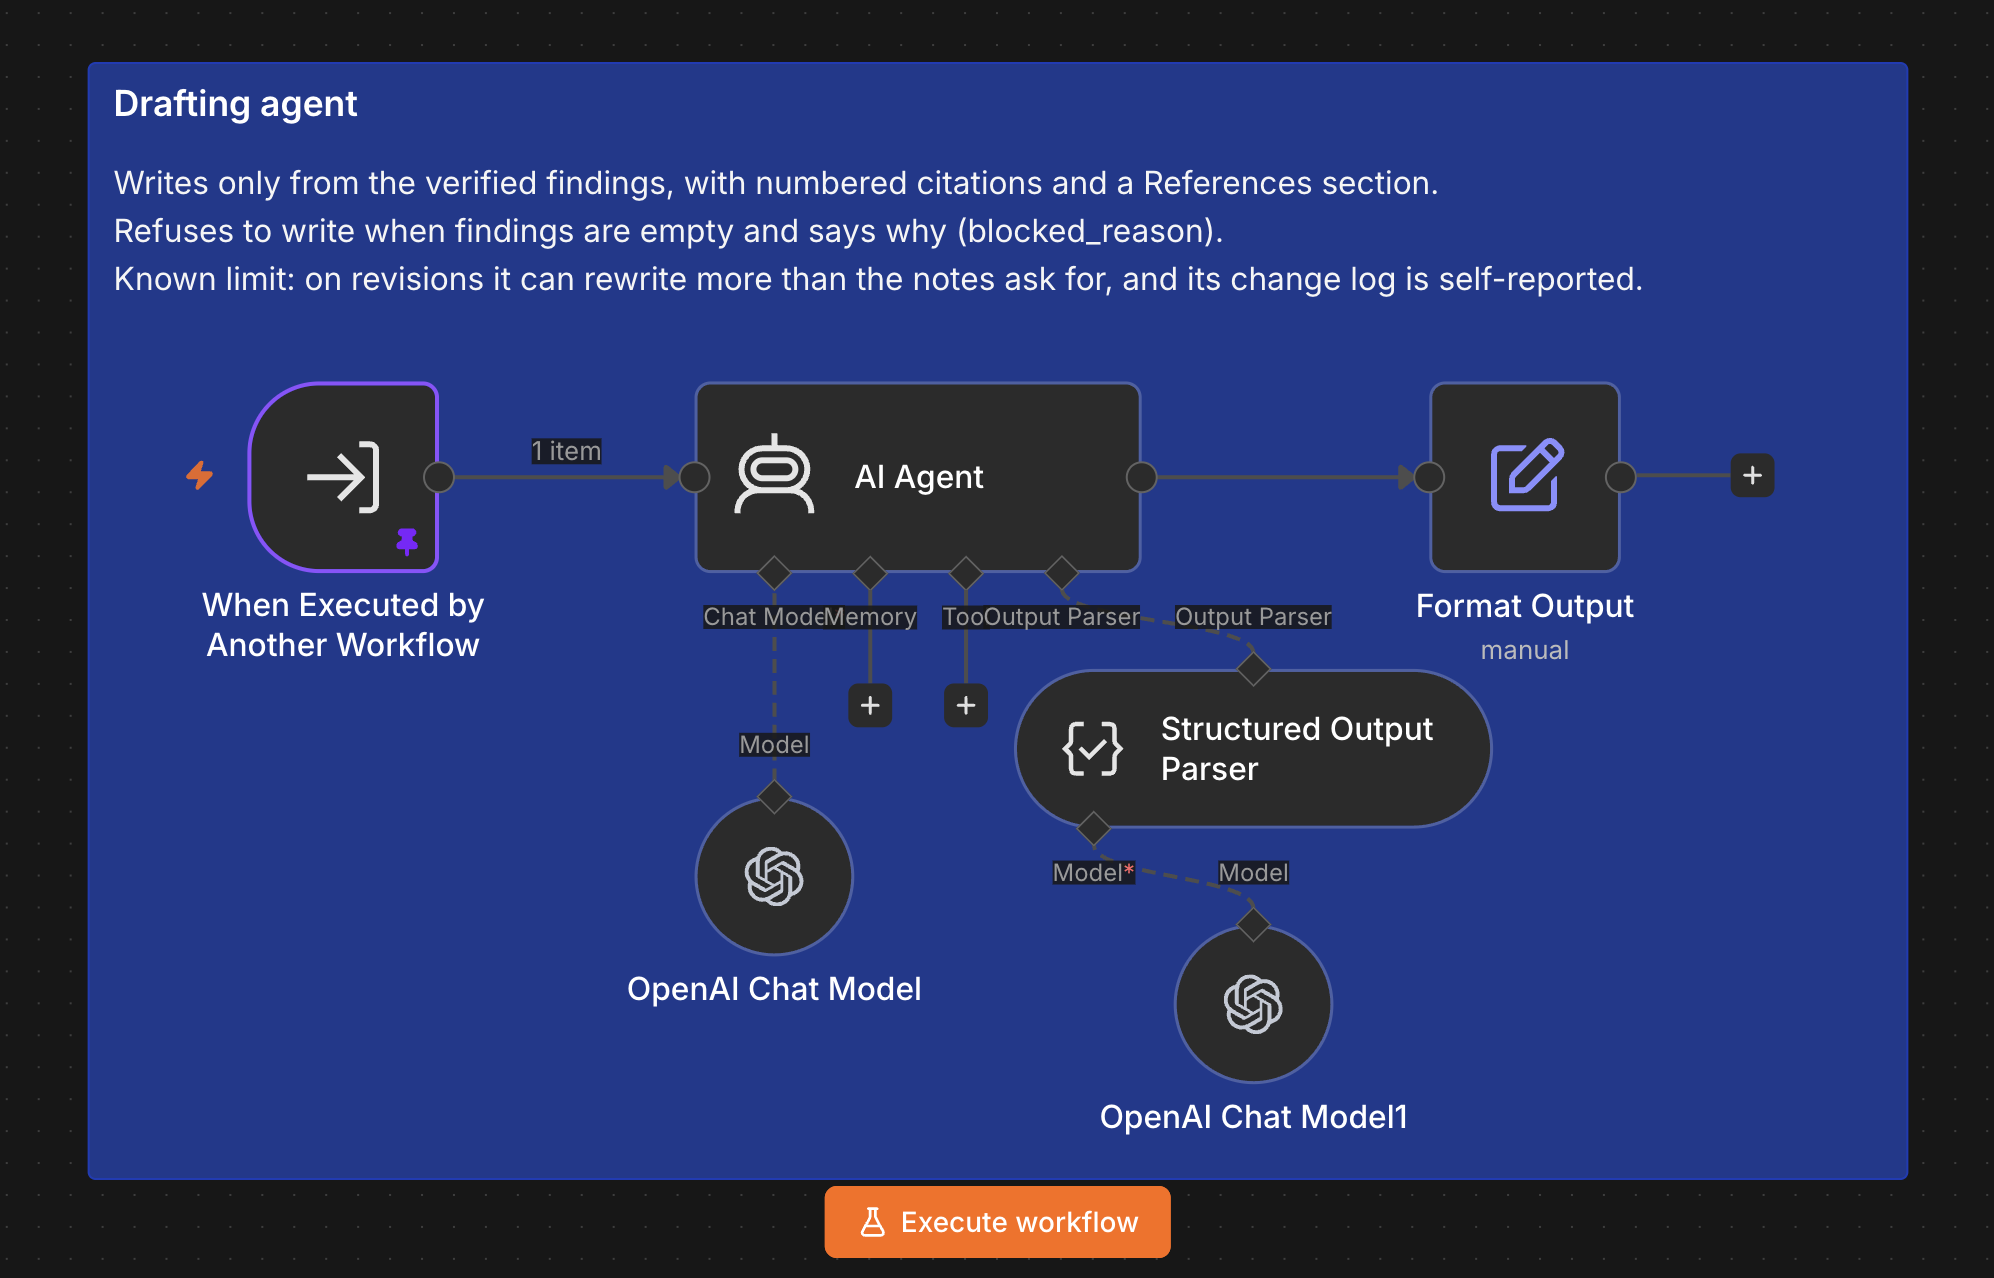 Drafting agent
Writes only from the verified findings, with numbered citations and a References section.
Refuses to write when findings are empty and says why (blocked_reason).
Known limit: on revisions it can rewrite more than the notes ask for, and its change log is self-reported.
1 item
AI Agent
When Executed by
Another Workflow
Format Output
manual
Chat Mode
Memory
Too
Output Parser
Output Parser
Structured Output
Parser
Model
Model*
Model
OpenAI Chat Model
OpenAI Chat Model1
Execute workflow